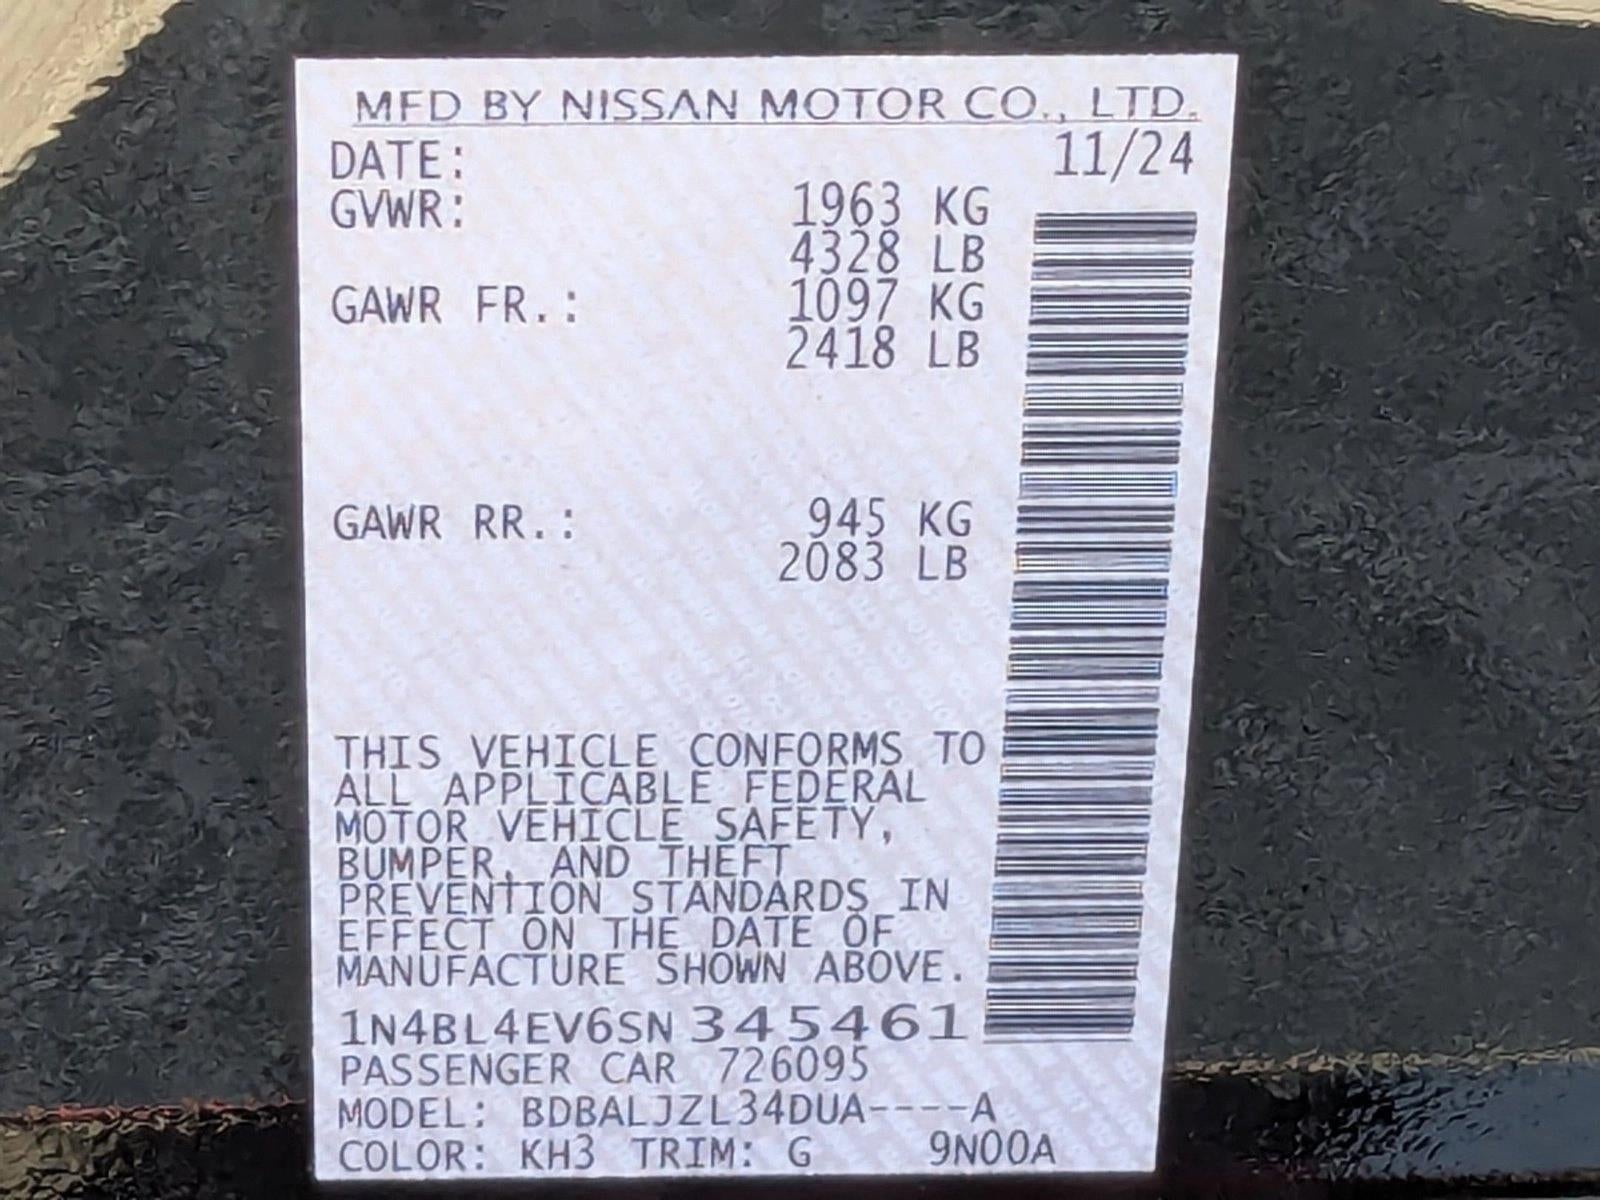 MFD BY NISSAN MOTOR CO., LTD.
DATE: 11/24
GVWR: 1963 KG
4328 LB
GAWR FR.: 1097 KG
2418 LB
GAWR RR.: 945 KG
2083 LB
THIS VEHICLE CONFORMS TO
ALL APPLICABLE FEDERAL
MOTOR VEHICLE SAFETY,
BUMPER, AND THEFT
PREVENTION STANDARDS IN
EFFECT ON THE DATE OF
MANUFACTURE SHOWN ABOVE.
1N4BL4EV6SN345461
PASSENGER CAR 726095
MODEL: BDBALJZL34DUA----A
COLOR: KH3 TRIM: G 9N00A